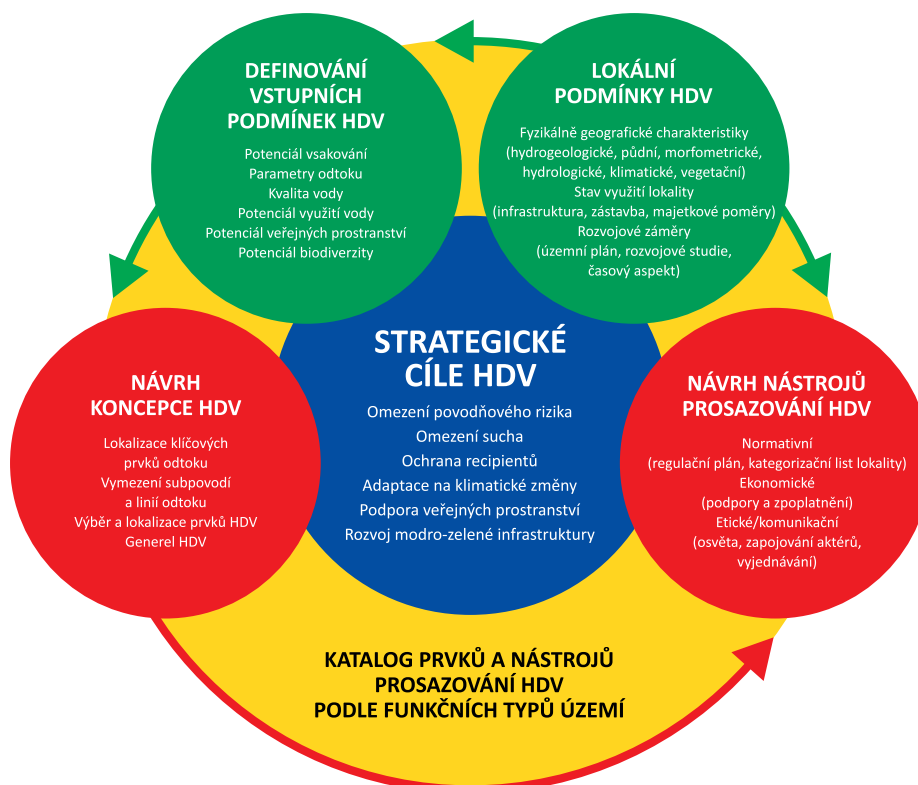 DEFINOVÁNÍ
VSTUPNÍCH
PODMÍNEK HDV
Potenciál vsakování
Parametry odtoku
Kvalita vody
Potenciál využití vody
Potenciál veřejných prostranství
Potenciál biodiverzity
LOKÁLNÍ
PODMÍNKY HDV
Fyzikálně geografické charakteristiky
(hydrogeologické, půdní, morfometrické,
hydrologické, klimatické, vegetační)
Stav využití lokality
(infrastruktura, zástavba, majetkové poměry)
Rozvojové záměry
(územní plán, rozvojové studie,
časový aspekt)
NÁVRH
KONCEPCE HDV
Lokalizace klíčových
prvků odtoku
Vymezení subpovodí
a linií odtoku
Výběr a lokalizace prvků HDV
Generel HDV
STRATEGICKÉ
CÍLE HDV
Omezení povodňového rizika
Omezení sucha
Ochrana recipientů
Adaptace na klimatické změny
Podpora veřejných prostranství
Rozvoj modro-zelené infrastruktury
NÁVRH NÁSTROJŮ
PROSAZOVÁNÍ HDV
Normativní
(regulační plán, kategorizační list lokality)
Ekonomické
(podpory a zpoplatnění)
Etické/komunikační
(osvěta, zapojování aktérů,
vyjednávání)
KATALOG PRVKŮ A NÁSTROJŮ
PROSAZOVÁNÍ HDV
PODLE FUNKČNÍCH TYPŮ ÚZEMÍ